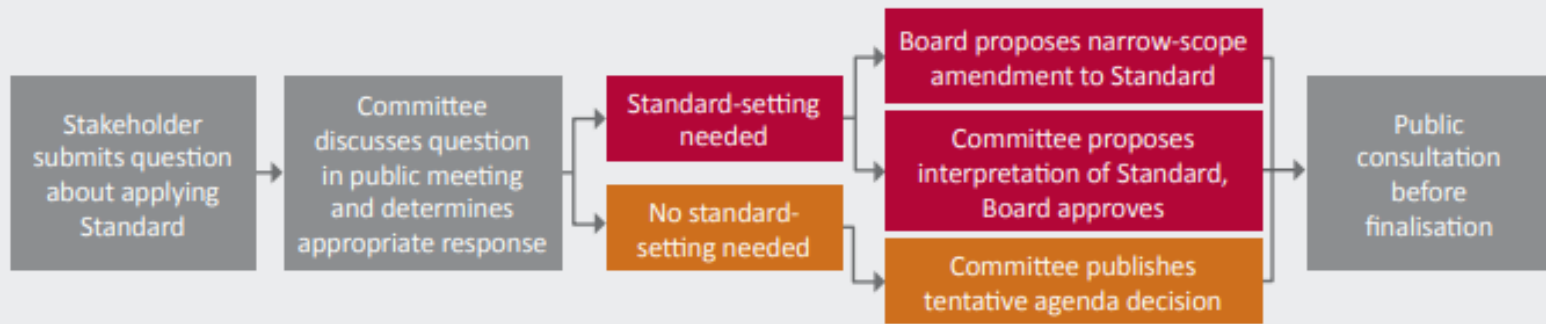 Stakeholder
submits question
about applying
Standard
Committee
discusses question
in public meeting
and determines
appropriate response
Standard-setting
needed
No standard-
setting needed
Board proposes narrow-scope
amendment to Standard
Committee proposes
interpretation of Standard,
Board approves
Committee publishes
tentative agenda decision
Public
consultation
before
finalisation